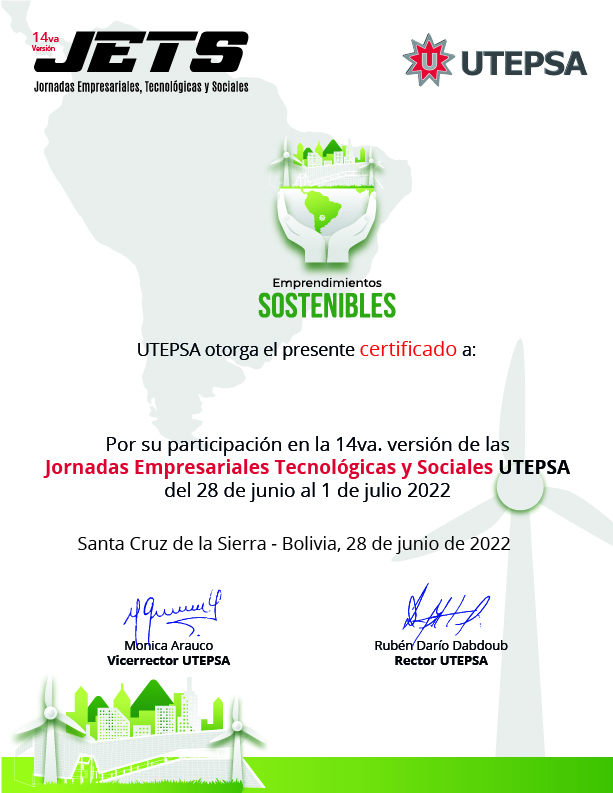 14va
Versión
JETS
Jornadas Empresariales, Tecnológicas y Sociales
U UTEPSA
Emprendimientos
SOSTENIBLES
UTEPSA otorga el presente certificado a:
Por su participación en la 14va. versión de las
Jornadas Empresariales Tecnológicas y Sociales UTEPSA
del 28 de junio al 1 de julio 2022
Santa Cruz de la Sierra - Bolivia, 28 de junio de 2022
Monica Arauco
Vicerrector UTEPSA
Rubén Darío Dabdoub
Rector UTEPSA